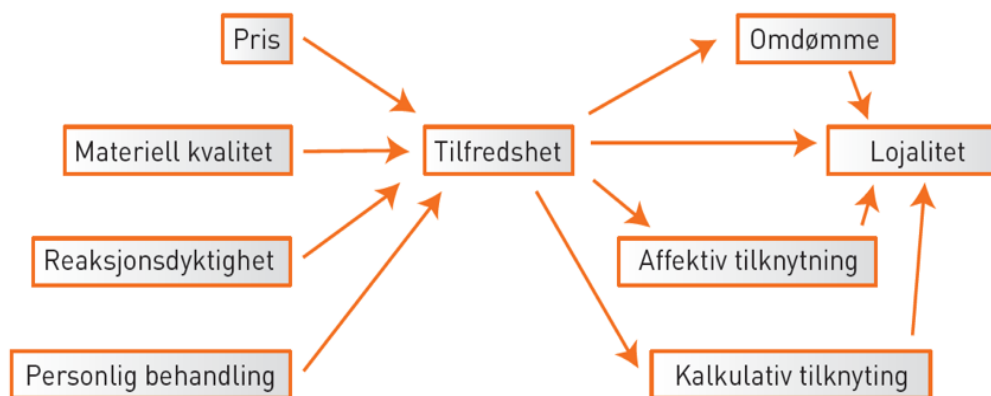 Pris
Omdømme
Materiell kvalitet
Tilfredshet
Lojalitet
Reaksjonsdyktighet
Affektiv tilknytning
Personlig behandling
Kalkulativ tilknyting